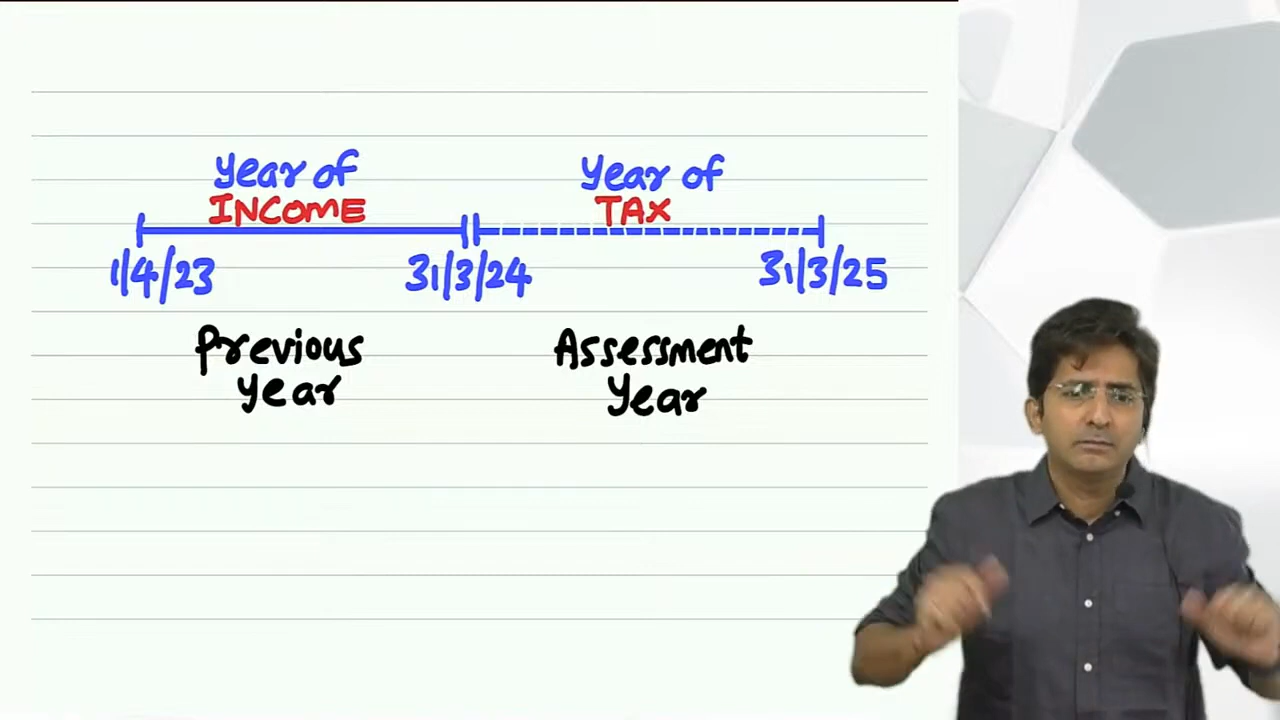 Year of
INCOME
Year of
TAX
1/4/23
31/3/24
31/3/25
Previous
Year
Assessment
Year